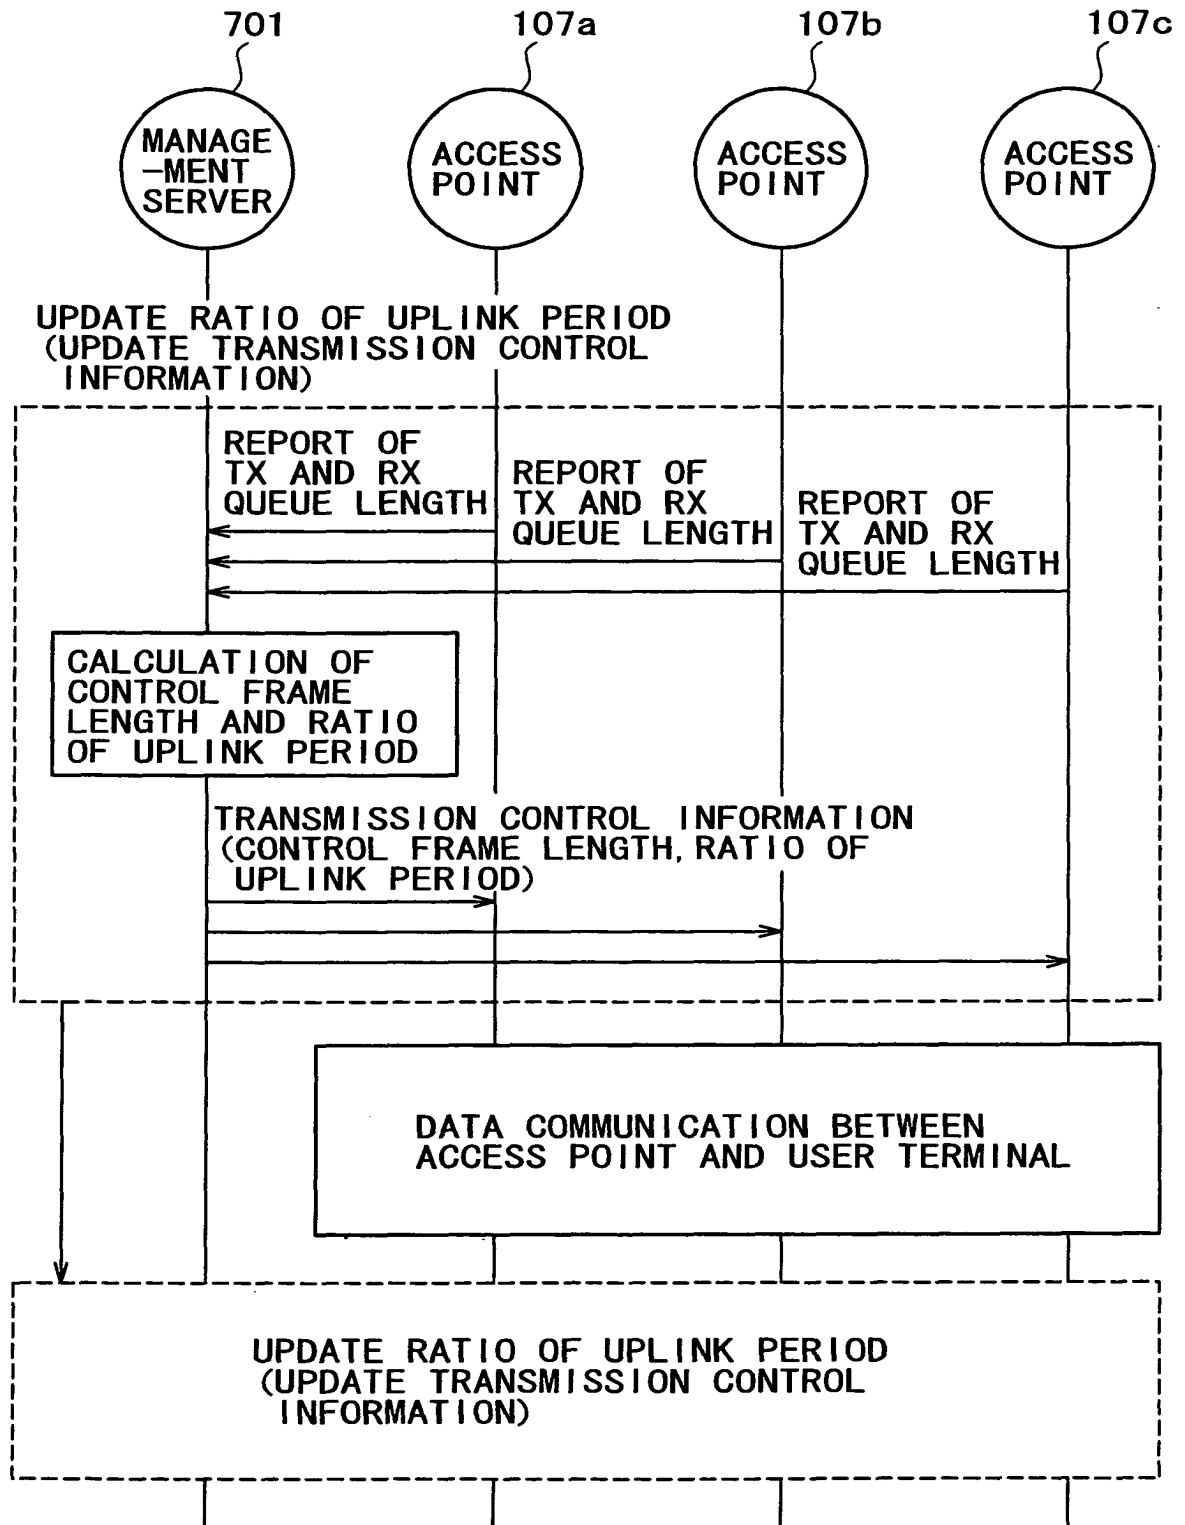 701
107a
107b
107c
MANAGE
-MENT
SERVER
ACCESS
POINT
ACCESS
POINT
ACCESS
POINT
UPDATE RATIO OF UPLINK PERIOD
(UPDATE TRANSMISSION CONTROL
INFORMATION)
REPORT OF
TX AND RX
QUEUE LENGTH
REPORT OF
TX AND RX
QUEUE LENGTH
REPORT OF
TX AND RX
QUEUE LENGTH
CALCULATION OF
CONTROL FRAME
LENGTH AND RATIO
OF UPLINK PERIOD
TRANSMISSION CONTROL INFORMATION
(CONTROL FRAME LENGTH, RATIO OF
UPLINK PERIOD)
DATA COMMUNICATION BETWEEN
ACCESS POINT AND USER TERMINAL
UPDATE RATIO OF UPLINK PERIOD
(UPDATE TRANSMISSION CONTROL
INFORMATION)